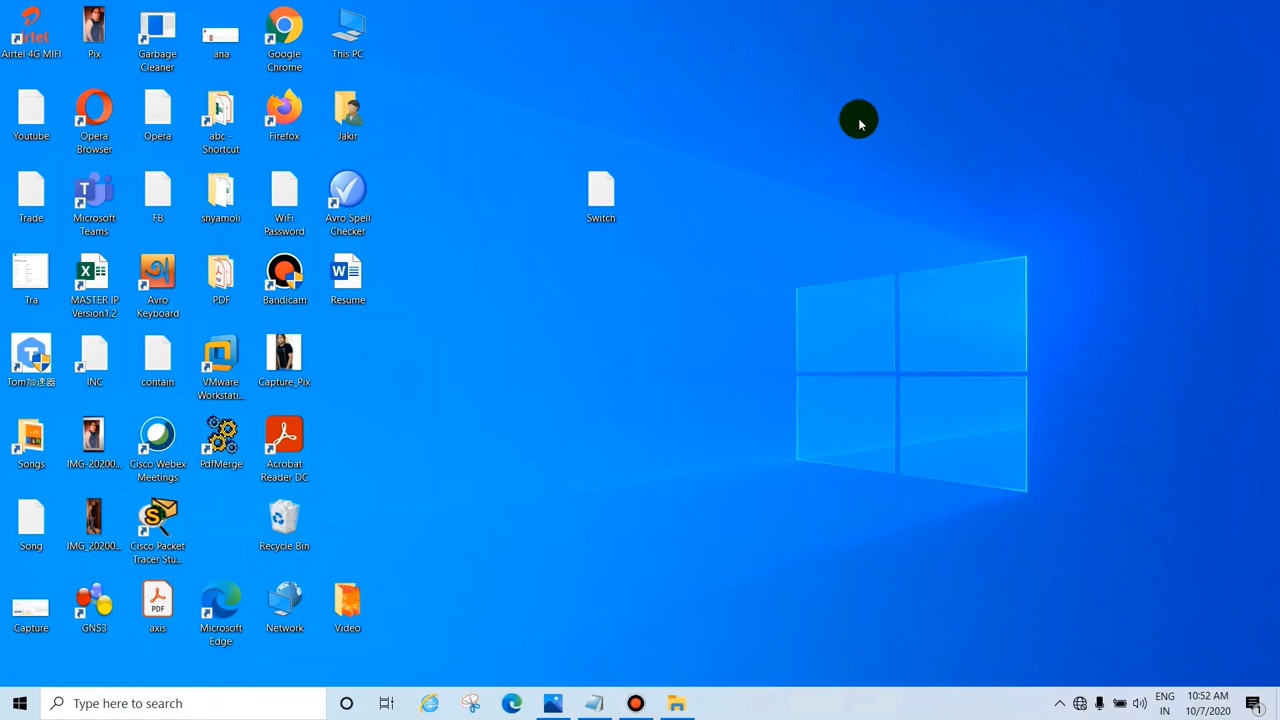 Airtel 4G MIFI
Pix
Garbage
Cleaner
ana
Google
Chrome
This PC
Youtube
Opera
Browser
Opera
abc -
Shortcut
Firefox
Jakir
Trade
Microsoft
Teams
FB
shyamoli
WiFi
Password
Avro Spell
Checker
Switch
Tra
MASTER IP
Version1.2
Avro
Keyboard
PDF
Bandicam
Resume
Tom加速器
INC
contain
VMware
Workstati...
Capture_Pix
Songs
IMG-20200...
Cisco Webex
Meetings
PdfMerge
Acrobat
Reader DC
Song
IMG_20200...
Cisco Packet
Tracer Stu...
Recycle Bin
Capture
GNS3
PDF
axis
Microsoft
Edge
Network
Video
Type here to search
ENG
IN
10:52 AM
10/7/2020
1